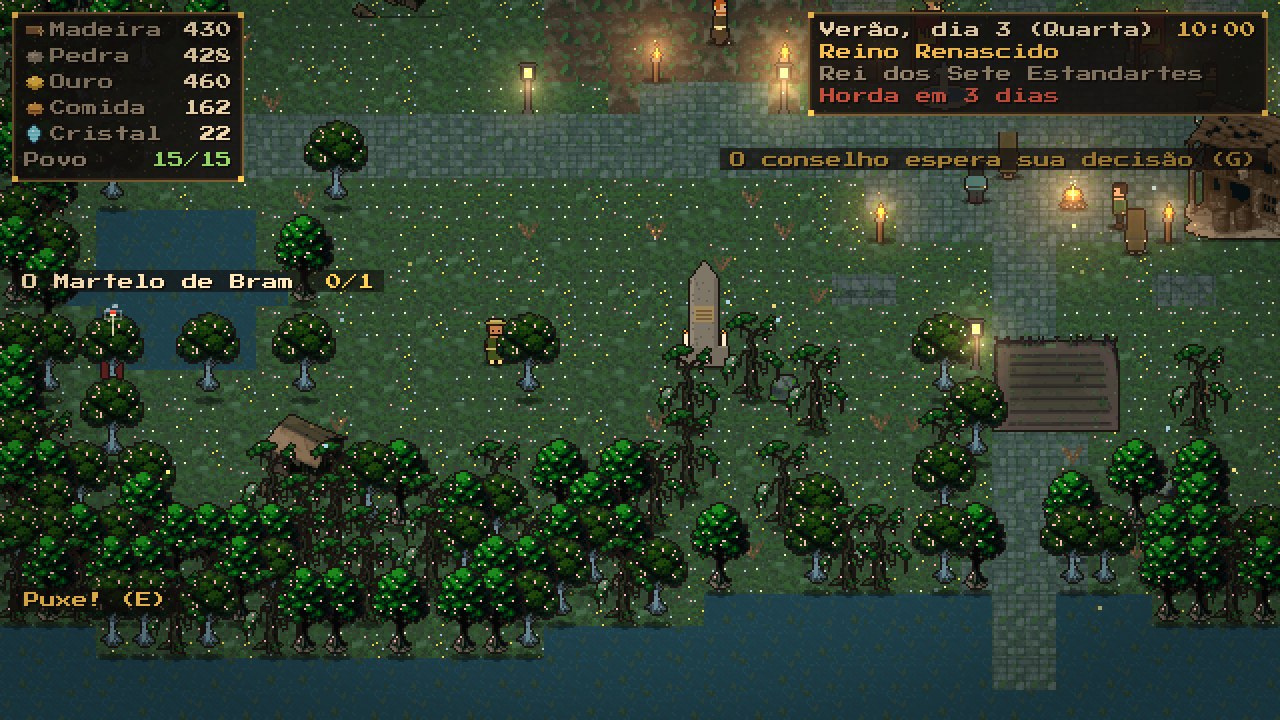 Madeira 430
Pedra 428
Ouro 460
Comida 162
Cristal 22
Povo 15/15
Verão, dia 3 (Quarta) 10:00
Reino Renascido
Rei dos Sete Estandartes
Horda em 3 dias
O conselho espera sua decisão (G)
O Martelo de Bram 0/1
Puxe! (E)